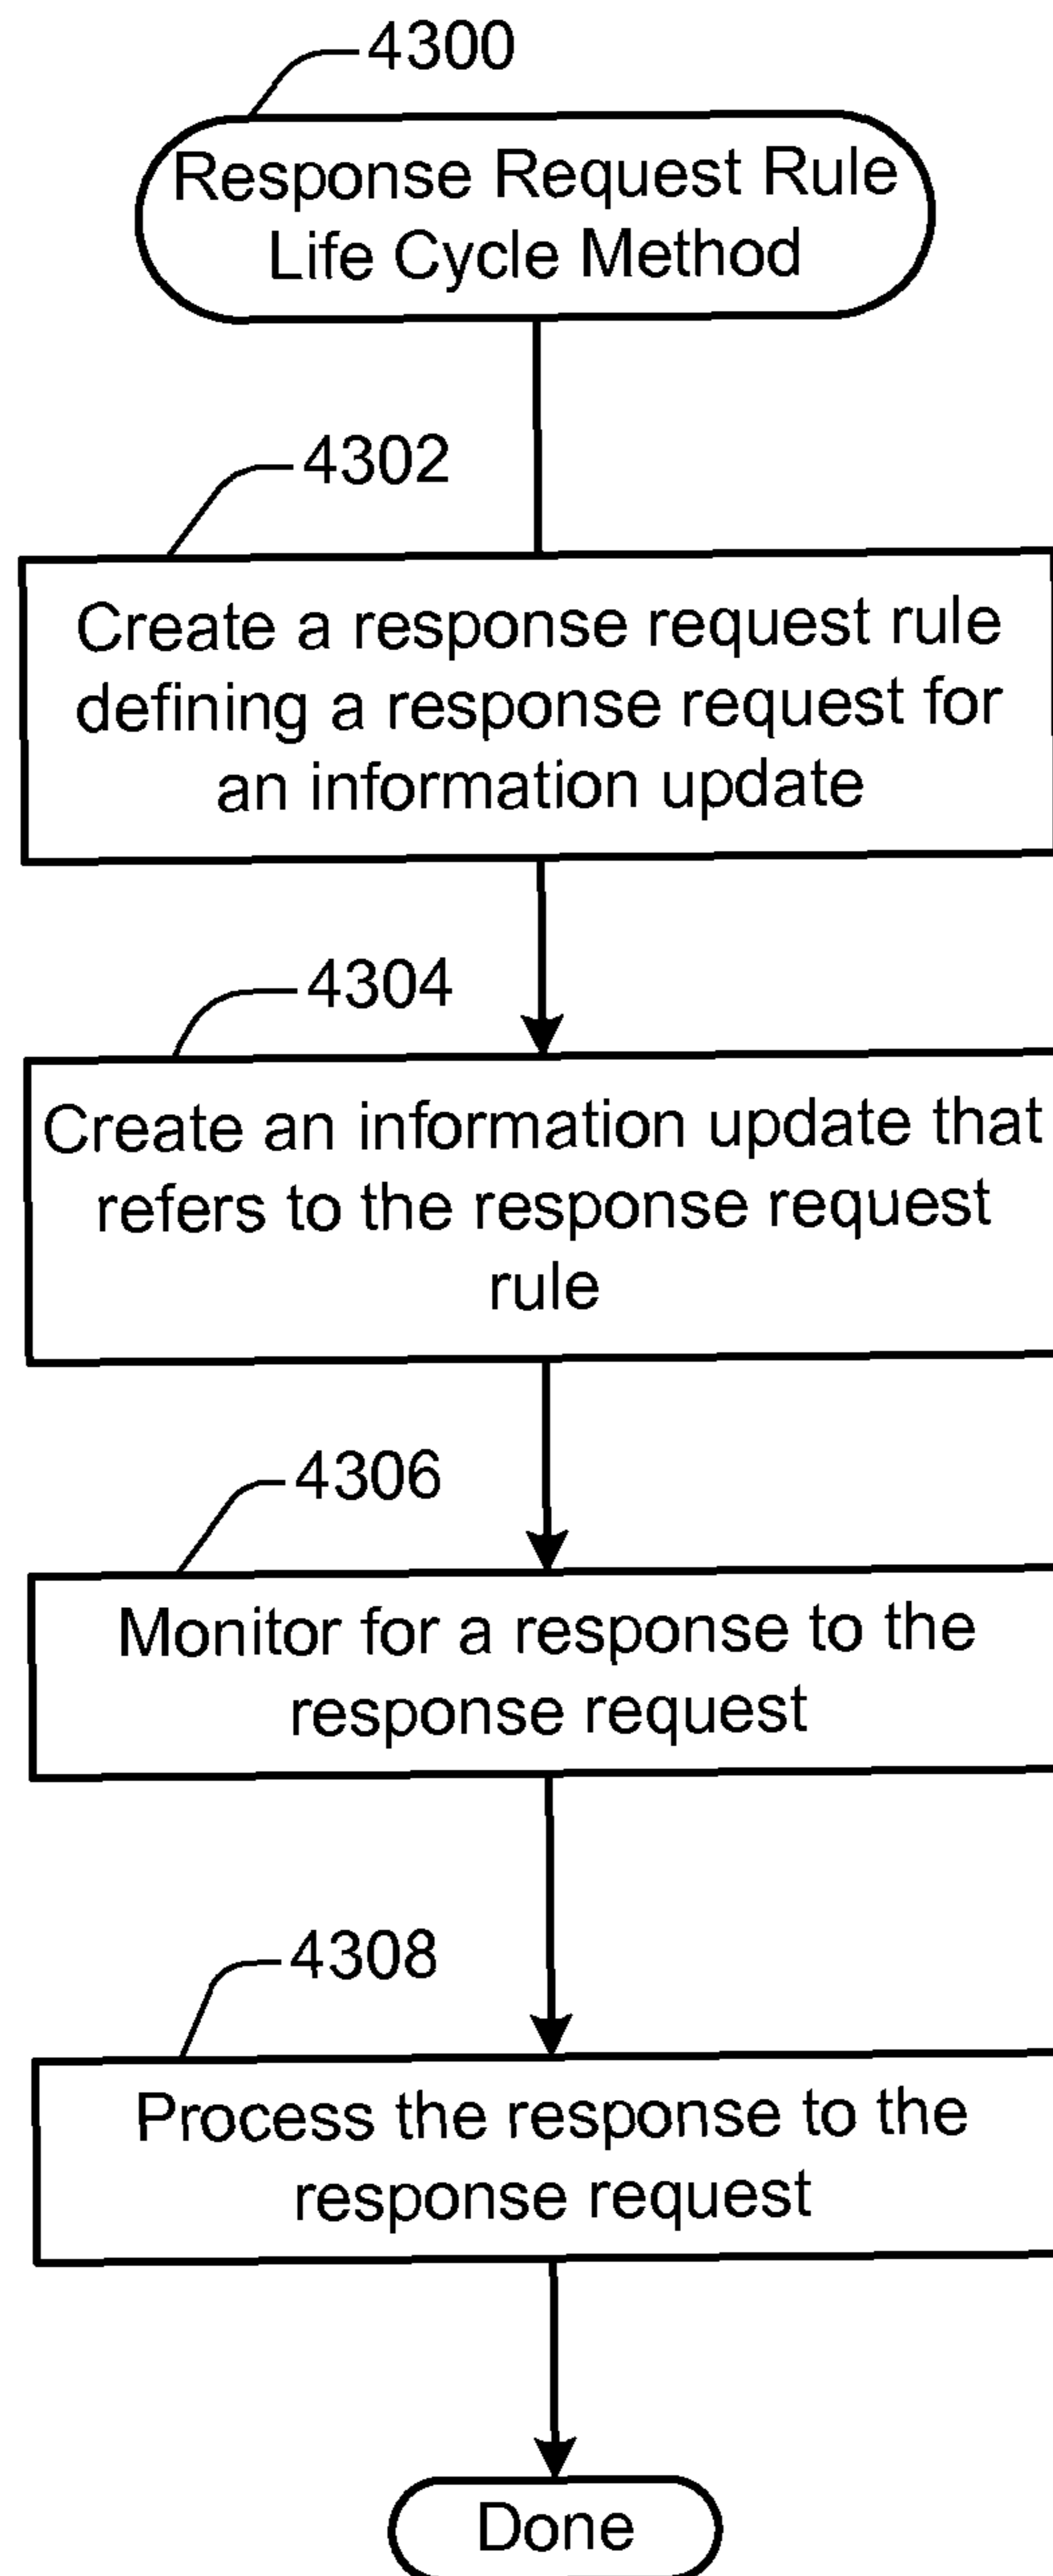 4300
Response Request Rule
Life Cycle Method
4302
Create a response request rule
defining a response request for
an information update
4304
Create an information update that
refers to the response request
rule
4306
Monitor for a response to the
response request
4308
Process the response to the
response request
Done